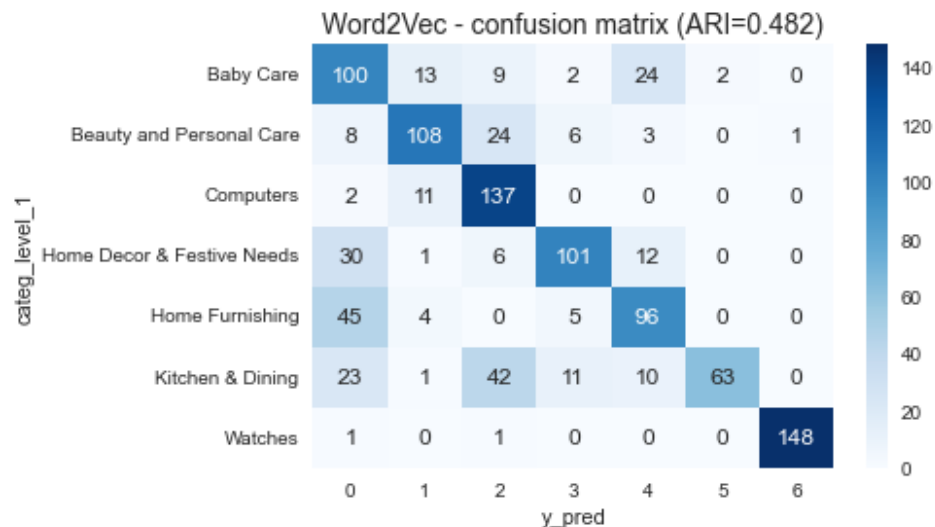 Word2Vec - confusion matrix (ARI=0.482)
categ_level_1
Baby Care 100 13 9 2 24 2 0
Beauty and Personal Care 8 108 24 6 3 0 1
Computers 2 11 137 0 0 0 0
Home Decor & Festive Needs 30 1 6 101 12 0 0
Home Furnishing 45 4 0 5 96 0 0
Kitchen & Dining 23 1 42 11 10 63 0
Watches 1 0 1 0 0 0 148
0 1 2 3 4 5 6
y_pred
140
120
100
80
60
40
20
0